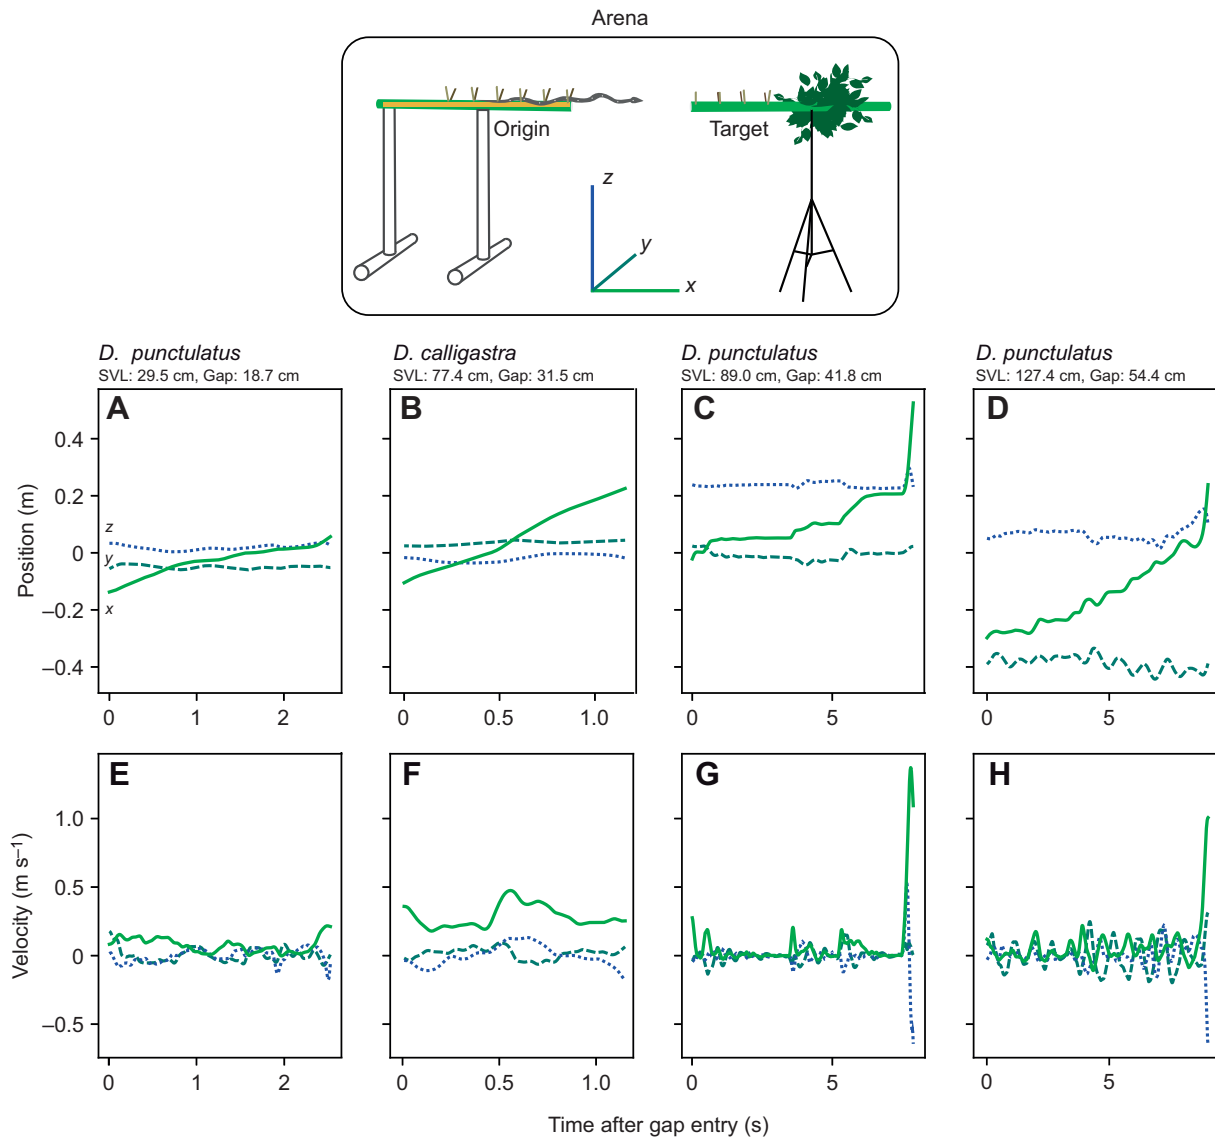 Arena
Origin
Target
z
y
x
D. punctulatus
SVL: 29.5 cm, Gap: 18.7 cm
D. calligastra
SVL: 77.4 cm, Gap: 31.5 cm
D. punctulatus
SVL: 89.0 cm, Gap: 41.8 cm
D. punctulatus
SVL: 127.4 cm, Gap: 54.4 cm
A
B
C
D
Position (m)
0.4
0.2
0
–0.2
–0.4
z
y
x
0 1 2
0 0.5 1.0
0 5
0 5
E
F
G
H
Velocity (m s–1)
1.0
0.5
0
–0.5
0 1 2
0 0.5 1.0
0 5
0 5
Time after gap entry (s)